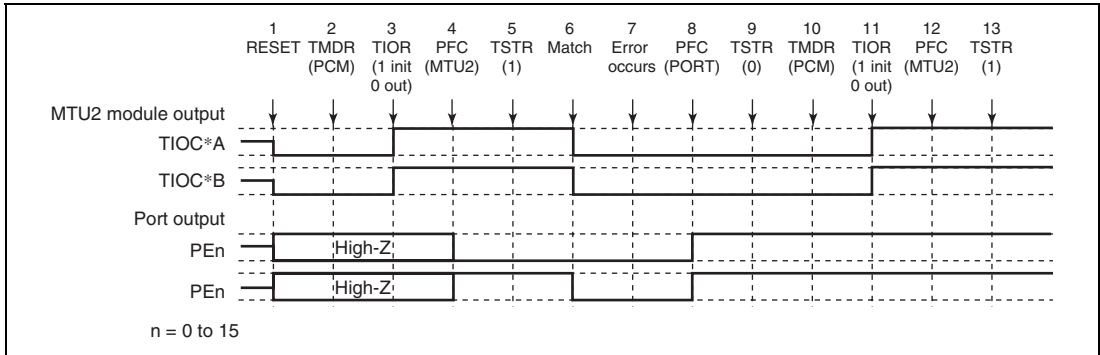 1 2 3 4 5 6 7 8 9 10 11 12 13
RESET TMDR TIOR PFC TSTR Match Error PFC TSTR TMDR TIOR PFC TSTR
(PCM) (1 init (MTU2) (1) occurs (PORT) (0) (PCM) (1 init (MTU2) (1)
0 out) 0 out)
MTU2 module output
TIOC*A
TIOC*B
Port output
PEn High-Z
PEn High-Z
n = 0 to 15